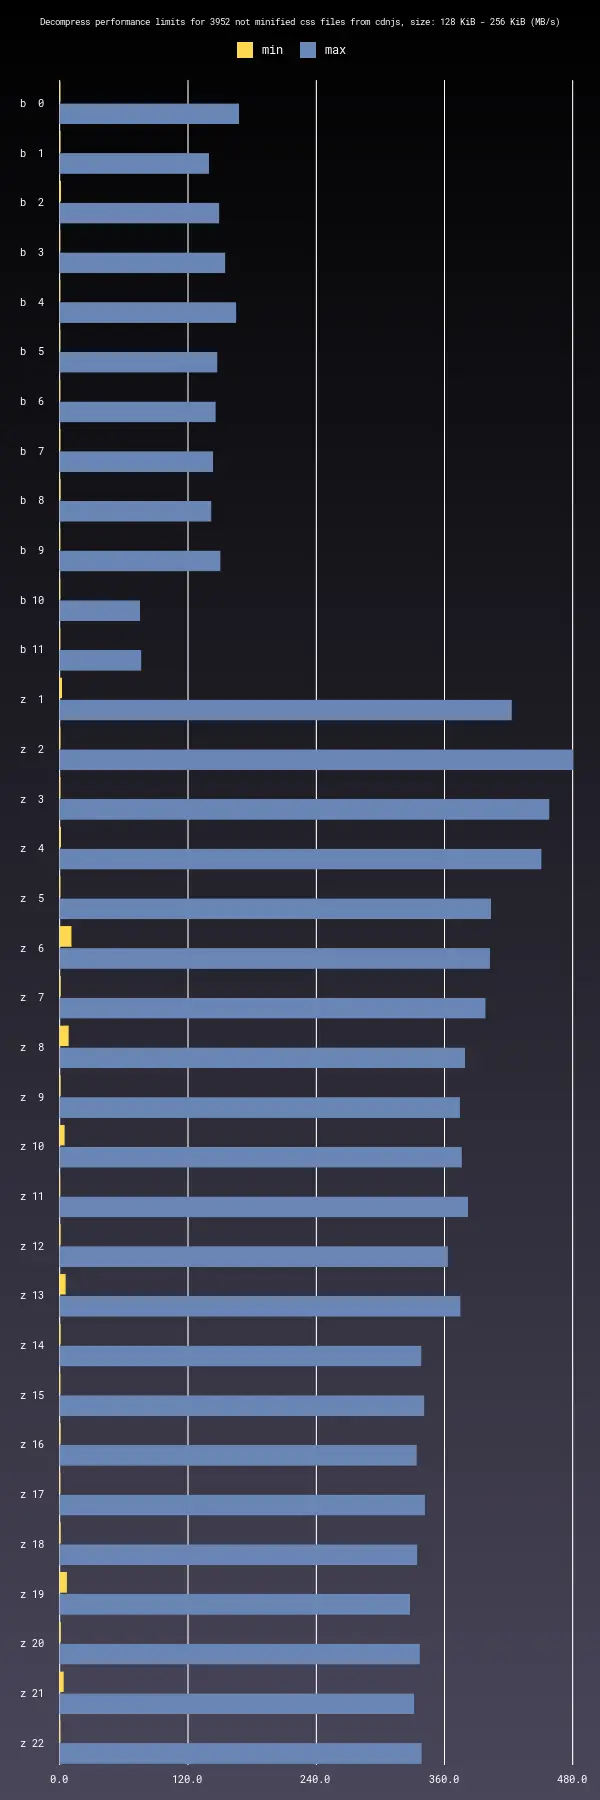 Decompress performance limits for 3952 not minified css files from cdnjs, size: 128 KiB - 256 KiB (MB/s)
min max
b 0
b 1
b 2
b 3
b 4
b 5
b 6
b 7
b 8
b 9
b 10
b 11
z 1
z 2
z 3
z 4
z 5
z 6
z 7
z 8
z 9
z 10
z 11
z 12
z 13
z 14
z 15
z 16
z 17
z 18
z 19
z 20
z 21
z 22
0.0 120.0 240.0 360.0 480.0